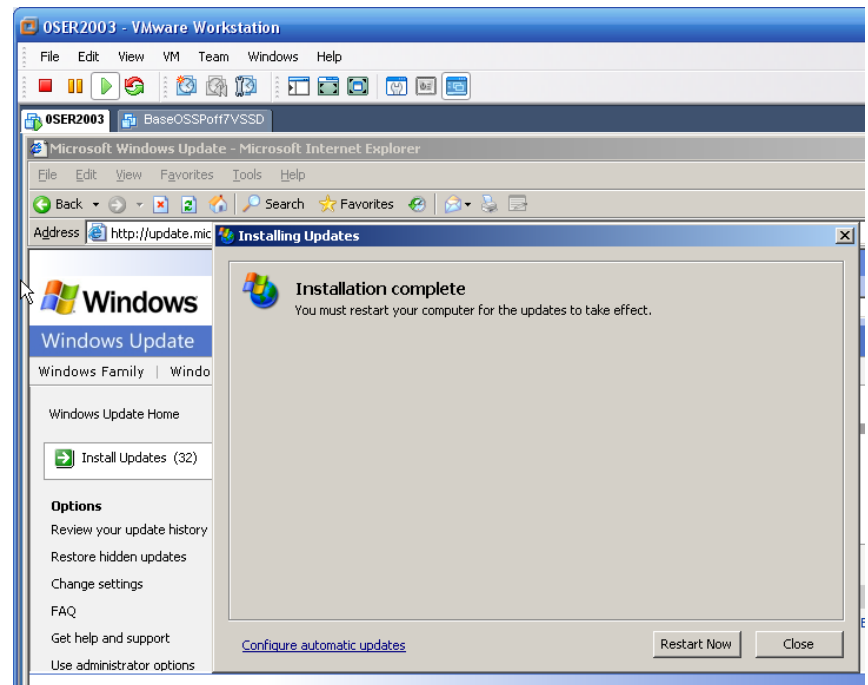 0SER2003 - VMware Workstation
File Edit View VM Team Windows Help
0SER2003 BaseOSSPoff7VSSD
Microsoft Windows Update - Microsoft Internet Explorer
File Edit View Favorites Tools Help
Back Search Favorites
Address http://update.mic
Installing Updates
Installation complete
You must restart your computer for the updates to take effect.
Windows
Windows Update
Windows Family | Windo
Windows Update Home
Install Updates (32)
Options
Review your update history
Restore hidden updates
Change settings
FAQ
Get help and support
Use administrator options
Configure automatic updates
Restart Now Close